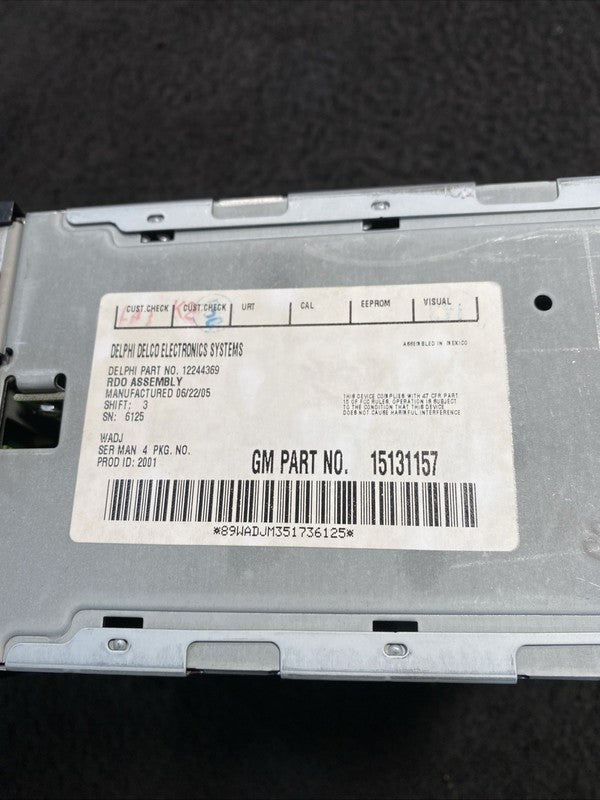 CUST.CHECK CUST.CHECK URT CAL EEPROM VISUAL
DELPHI DELCO ELECTRONICS SYSTEMS
ASSEMBLED IN MEXICO
DELPHI PART NO. 12244369
RDO ASSEMBLY
MANUFACTURED 06/22/05
SHIFT: 3
SN: 6125
THIS DEVICE COMPLIES WITH 47 CFR PART
15 OF FCC RULES. OPERATION IS SUBJECT
TO THE CONDITION THAT THIS DEVICE
DOES NOT CAUSE HARMFUL INTERFERENCE
WADJ
SER MAN 4 PKG. NO.
PROD ID: 2001
GM PART NO. 15131157
*89WADJM351736125*